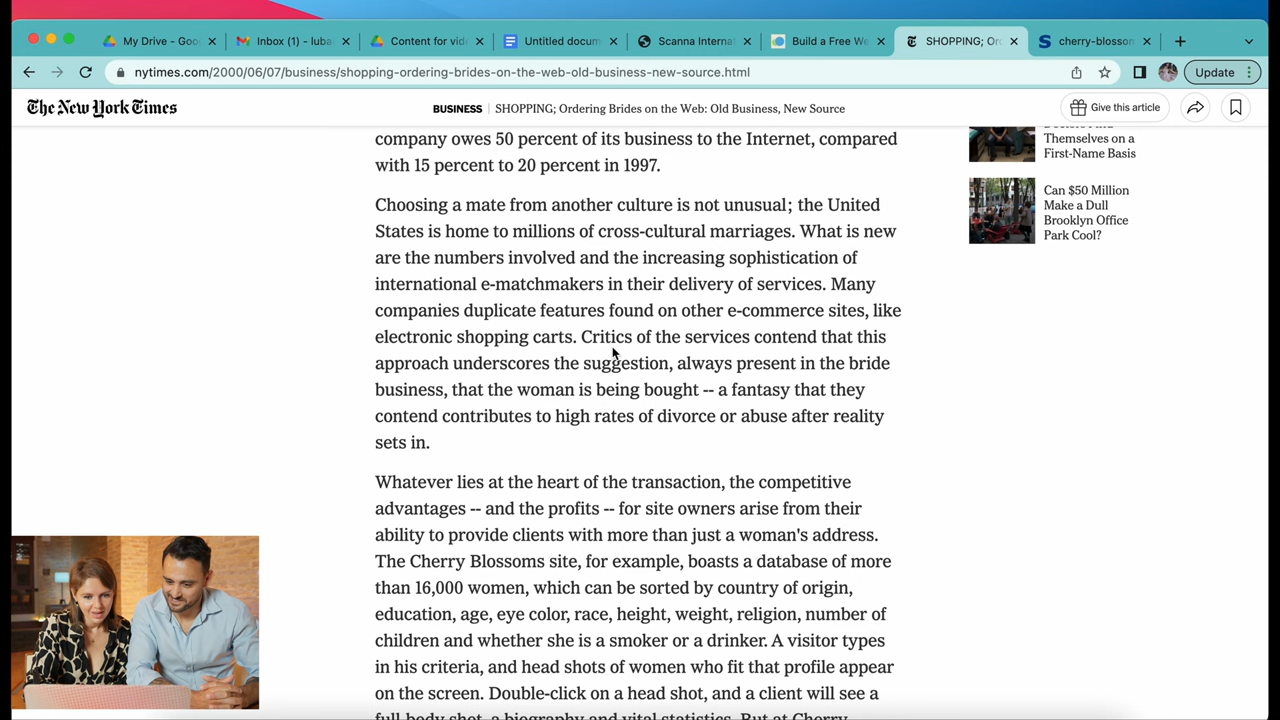 My Drive - Goo
Inbox (1) - luba
Content for vide
Untitled docum
Scanna Interna
Build a Free We
SHOPPING; Ord
cherry-blossom
nytimes.com/2000/06/07/business/shopping-ordering-brides-on-the-web-old-business-new-source.html
Update
The New York Times
BUSINESS
SHOPPING; Ordering Brides on the Web: Old Business, New Source
Give this article
company owes 50 percent of its business to the Internet, compared
with 15 percent to 20 percent in 1997.
Choosing a mate from another culture is not unusual; the United
States is home to millions of cross-cultural marriages. What is new
are the numbers involved and the increasing sophistication of
international e-matchmakers in their delivery of services. Many
companies duplicate features found on other e-commerce sites, like
electronic shopping carts. Critics of the services contend that this
approach underscores the suggestion, always present in the bride
business, that the woman is being bought -- a fantasy that they
contend contributes to high rates of divorce or abuse after reality
sets in.
Whatever lies at the heart of the transaction, the competitive
advantages -- and the profits -- for site owners arise from their
ability to provide clients with more than just a woman's address.
The Cherry Blossoms site, for example, boasts a database of more
than 16,000 women, which can be sorted by country of origin,
education, age, eye color, race, height, weight, religion, number of
children and whether she is a smoker or a drinker. A visitor types
in his criteria, and head shots of women who fit that profile appear
on the screen. Double-click on a head shot, and a client will see a
full body shot, a biography and vital statistics. But at Cherry
Themselves on a
First-Name Basis
Can $50 Million
Make a Dull
Brooklyn Office
Park Cool?